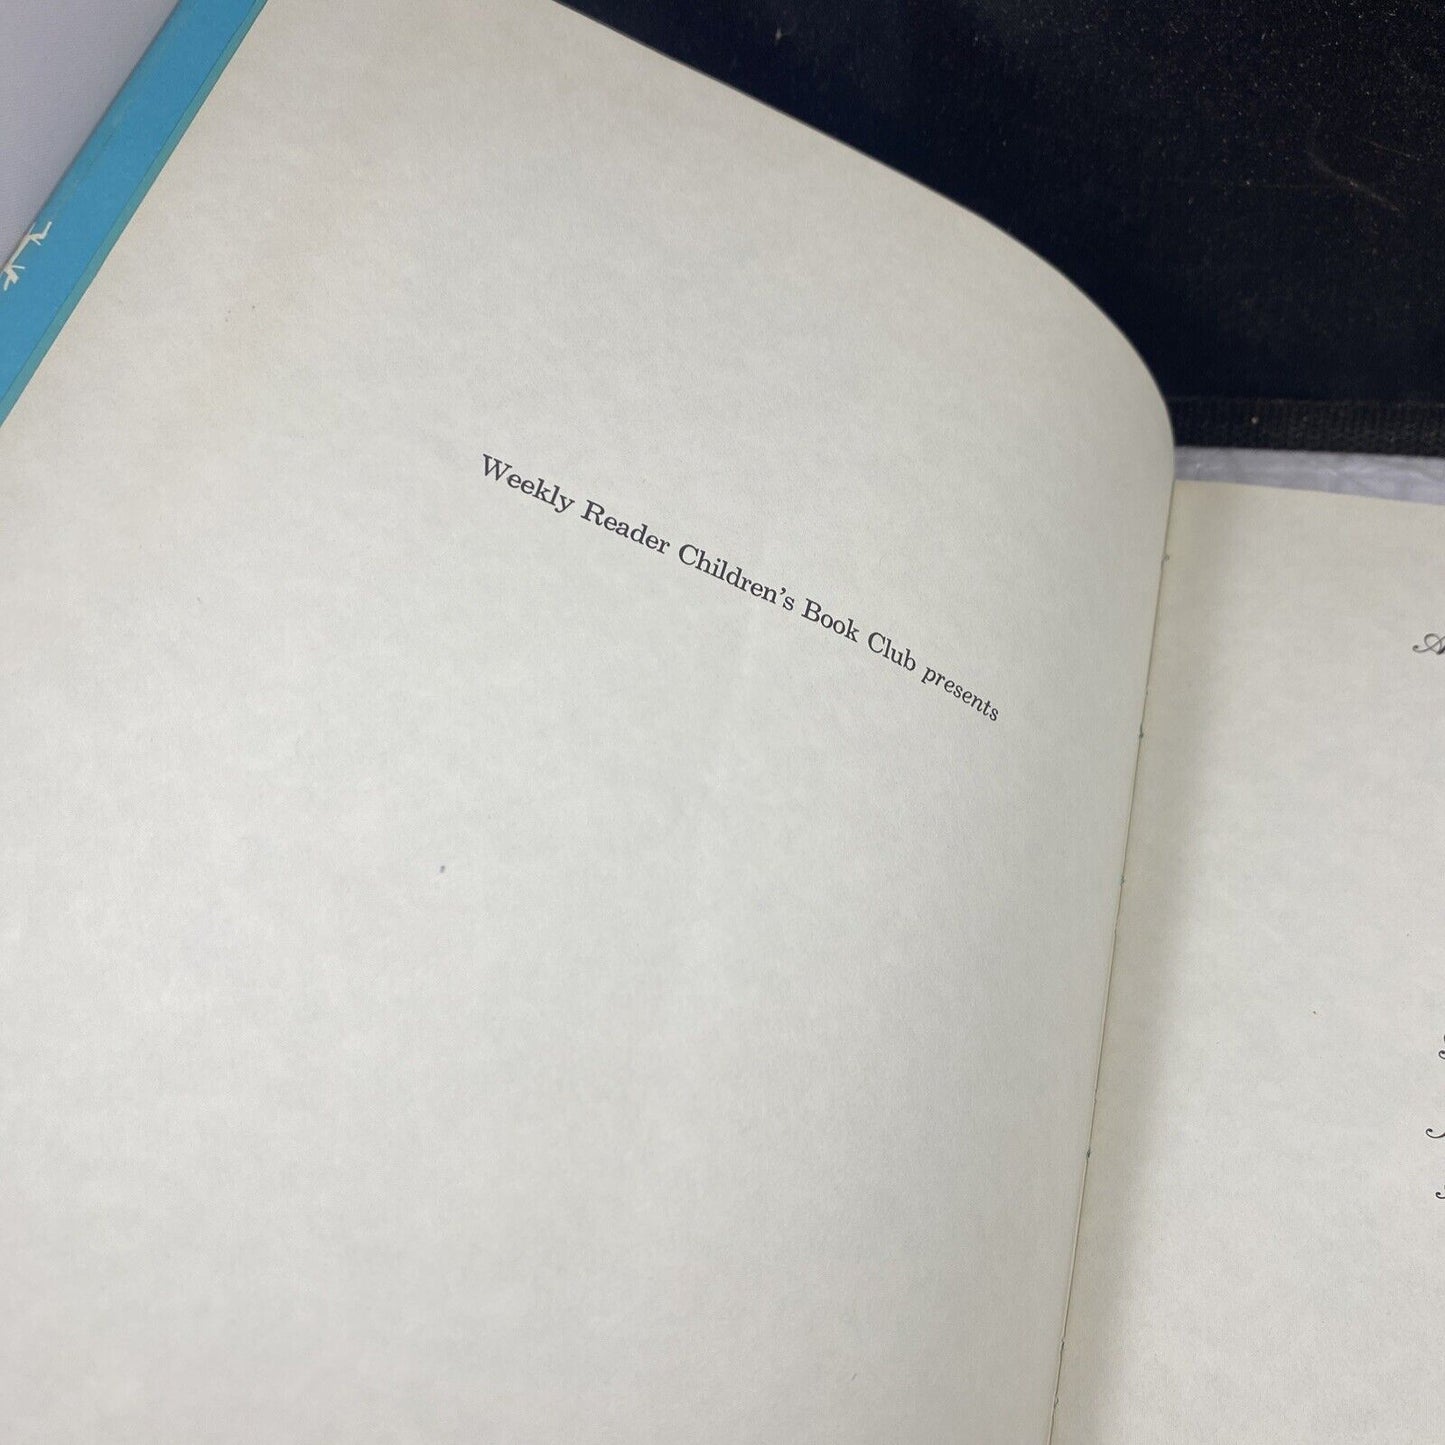 Weekly Reader Children's Book Club presents